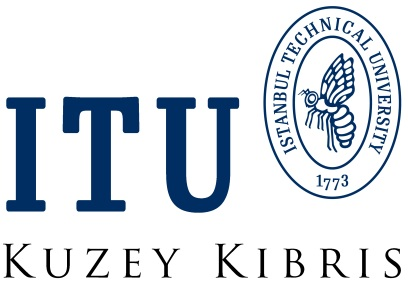 ITU
ISTANBUL TECHNICAL UNIVERSITY
1773
KUZEY KIBRIS